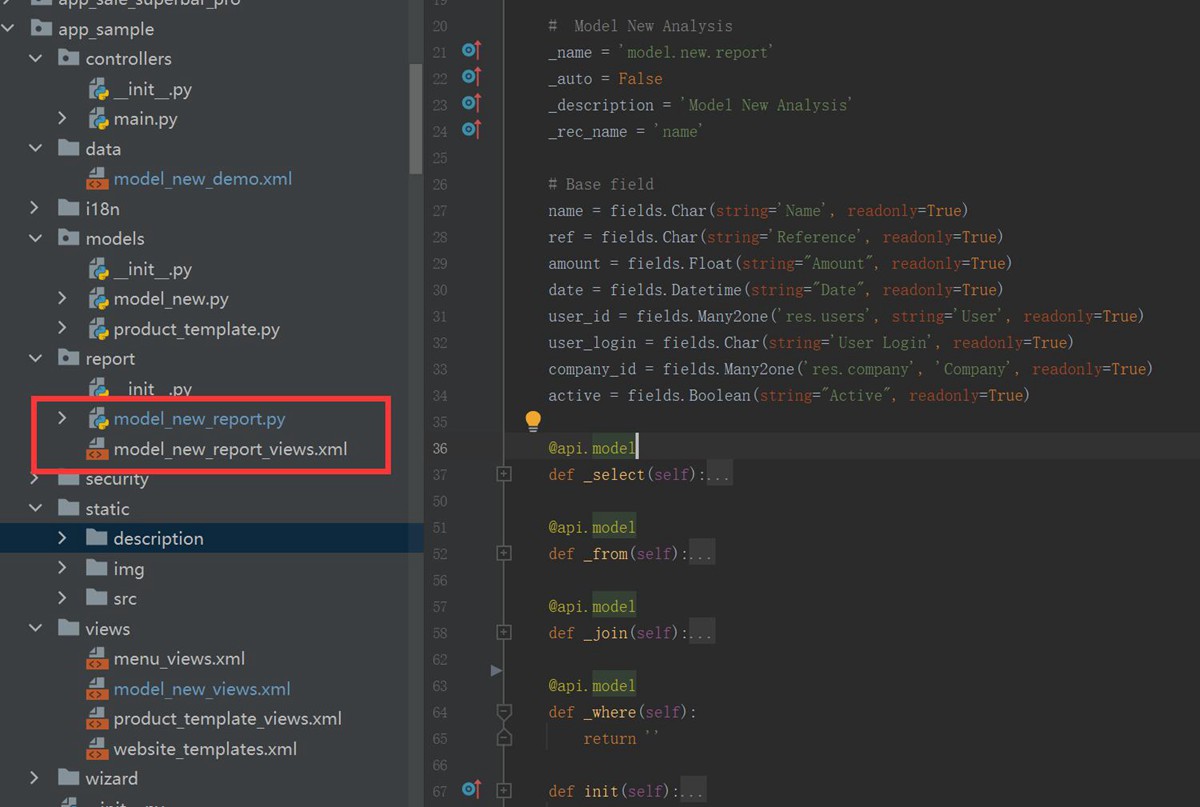 app_sale_superbar_pro
app_sample
controllers
__init__.py
main.py
data
model_new_demo.xml
i18n
models
__init__.py
model_new.py
product_template.py
report
__init__.py
model_new_report.py
model_new_report_views.xml
security
static
description
img
src
views
menu_views.xml
model_new_views.xml
product_template_views.xml
website_templates.xml
wizard
__init__.py
19
20 # Model New Analysis
21 _name = 'model.new.report'
22 _auto = False
23 _description = 'Model New Analysis'
24 _rec_name = 'name'
25
26 # Base field
27 name = fields.Char(string='Name', readonly=True)
28 ref = fields.Char(string='Reference', readonly=True)
29 amount = fields.Float(string="Amount", readonly=True)
30 date = fields.Datetime(string="Date", readonly=True)
31 user_id = fields.Many2one('res.users', string='User', readonly=True)
32 user_login = fields.Char(string='User Login', readonly=True)
33 company_id = fields.Many2one('res.company', 'Company', readonly=True)
34 active = fields.Boolean(string="Active", readonly=True)
35
36 @api.model
37 def _select(self):...
50
51 @api.model
52 def _from(self):...
56
57 @api.model
58 def _join(self):...
62
63 @api.model
64 def _where(self):
65 return ''
66
67 def init(self):...